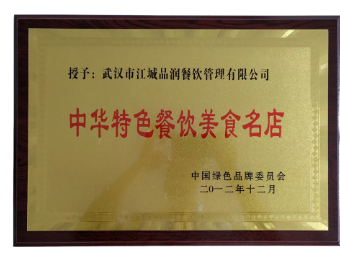 授予：武汉市江城品润餐饮管理有限公司
中华特色餐饮美食名店
中国绿色品牌委员会
二0一二年十二月